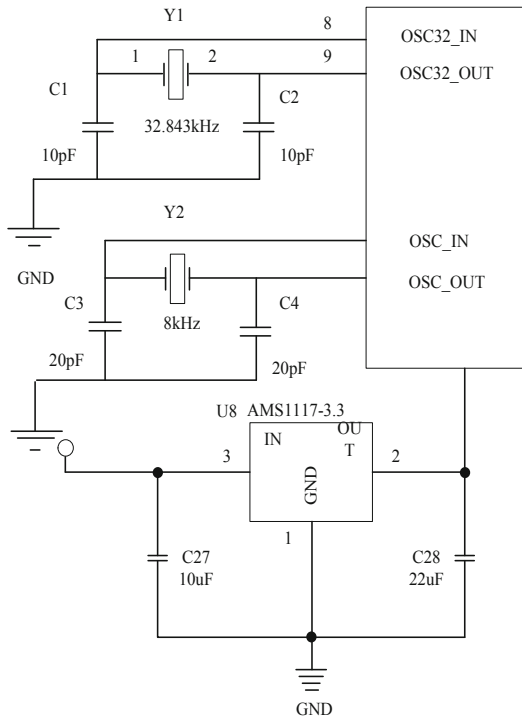 Y1
8
OSC32_IN
1
2
9
OSC32_OUT
C1
C2
32.843kHz
10pF
10pF
Y2
OSC_IN
GND
OSC_OUT
C3
C4
8kHz
20pF
20pF
U8 AMS1117-3.3
IN
OU
T
3
2
GND
1
C27
10uF
C28
22uF
GND